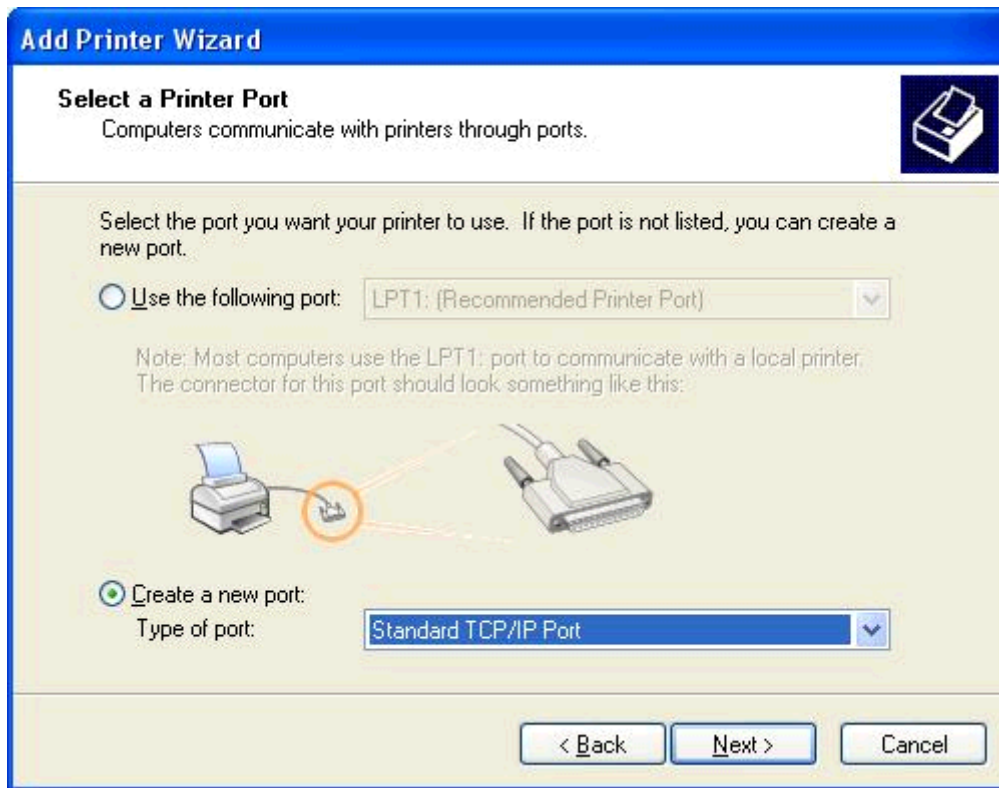 Add Printer Wizard
Select a Printer Port
Computers communicate with printers through ports.
Select the port you want your printer to use.  If the port is not listed, you can create a
new port.
Use the following port: LPT1: (Recommended Printer Port)
Note: Most computers use the LPT1: port to communicate with a local printer.
The connector for this port should look something like this:
Create a new port:
Type of port: Standard TCP/IP Port
< Back Next > Cancel